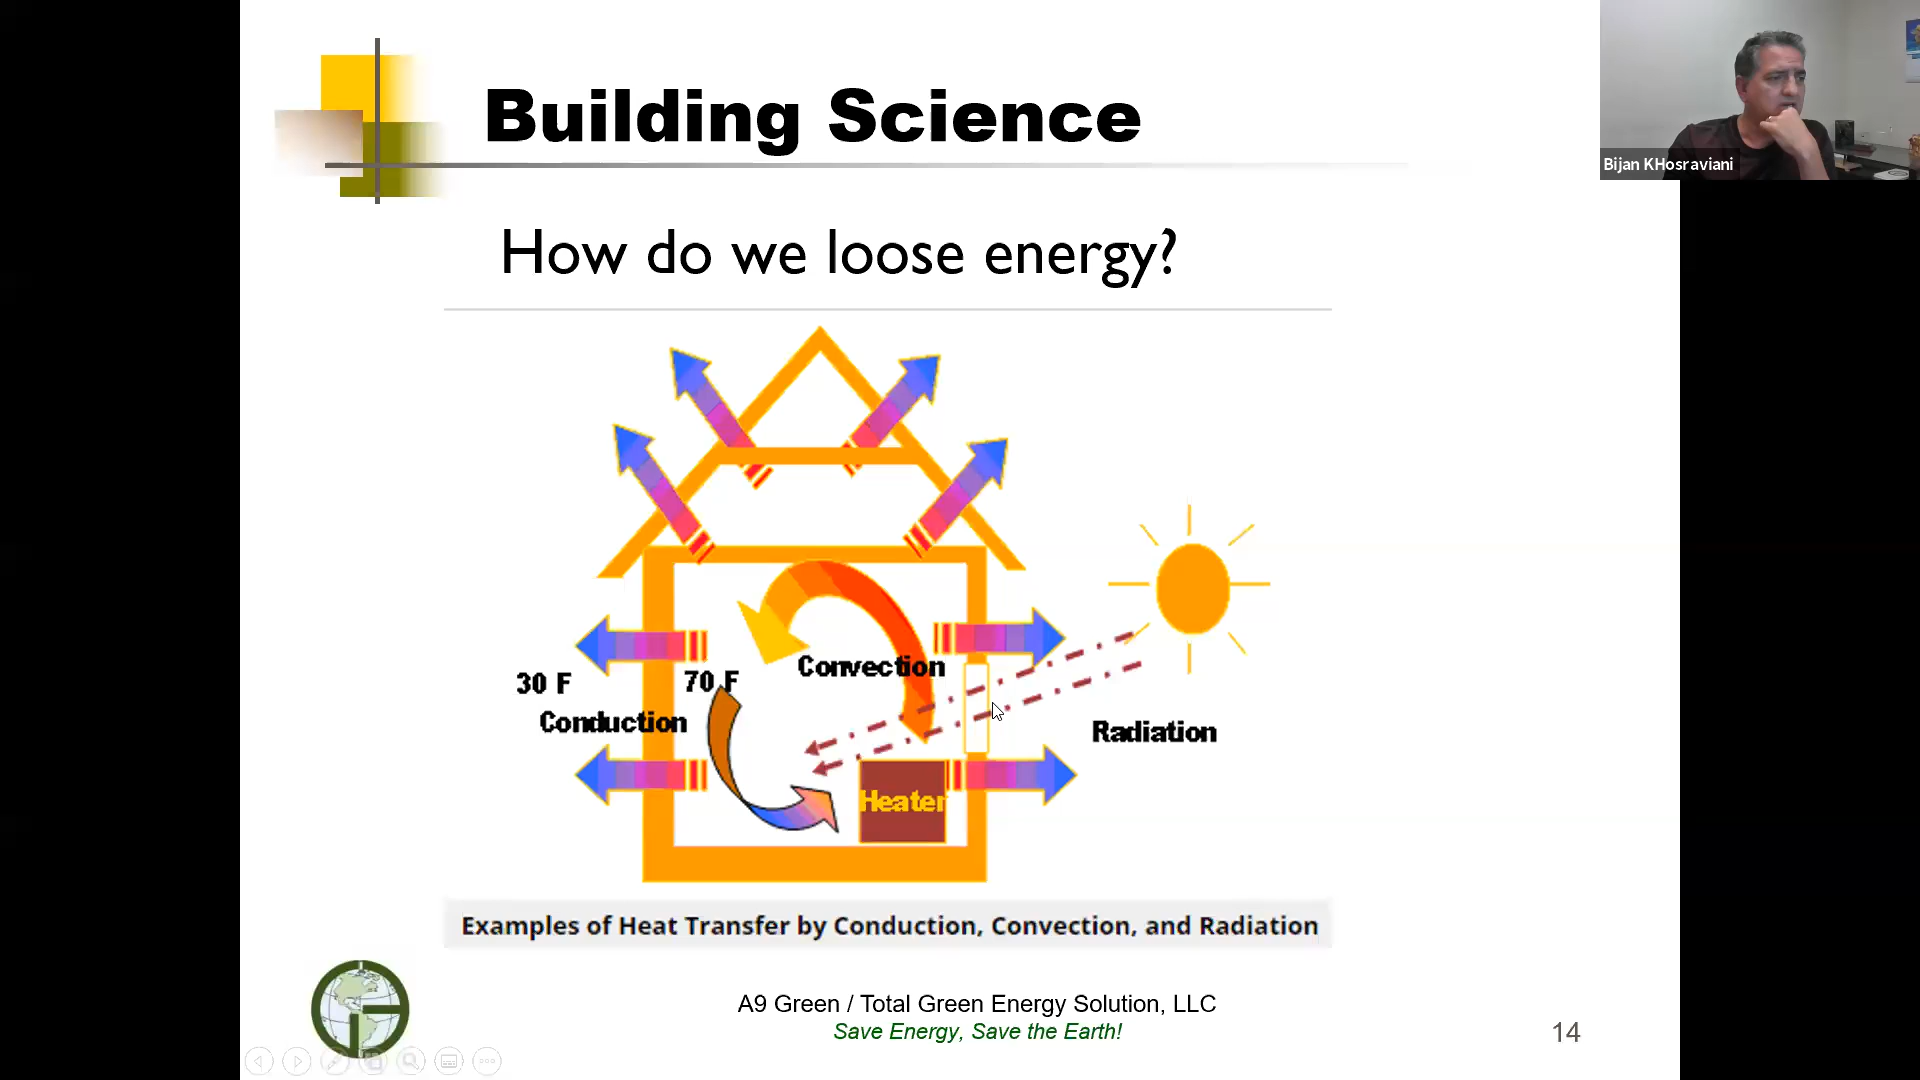 Building Science
Bijan KHosraviani
How do we loose energy?
Convection
30 F
70 F
Conduction
Radiation
Heater
Examples of Heat Transfer by Conduction, Convection, and Radiation
A9 Green / Total Green Energy Solution, LLC
Save Energy, Save the Earth!
14